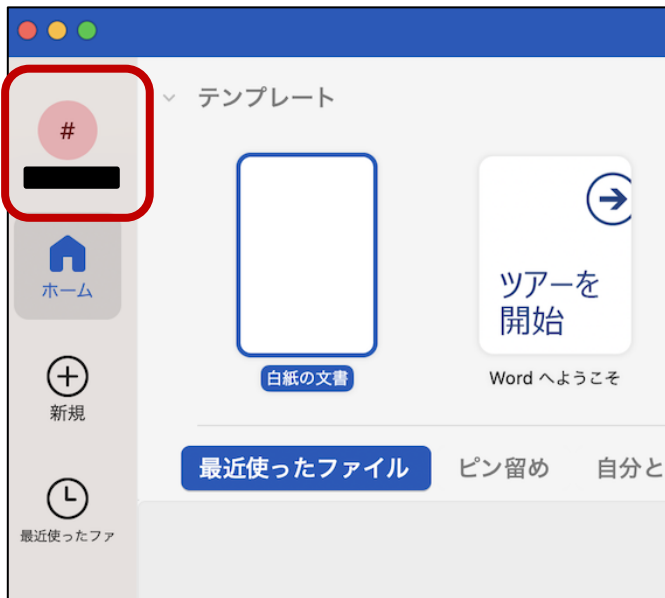 #
テンプレート
ツアーを
開始
ホーム
白紙の文書
Word へようこそ
新規
最近使ったファイル
ピン留め
自分と
最近使ったファ